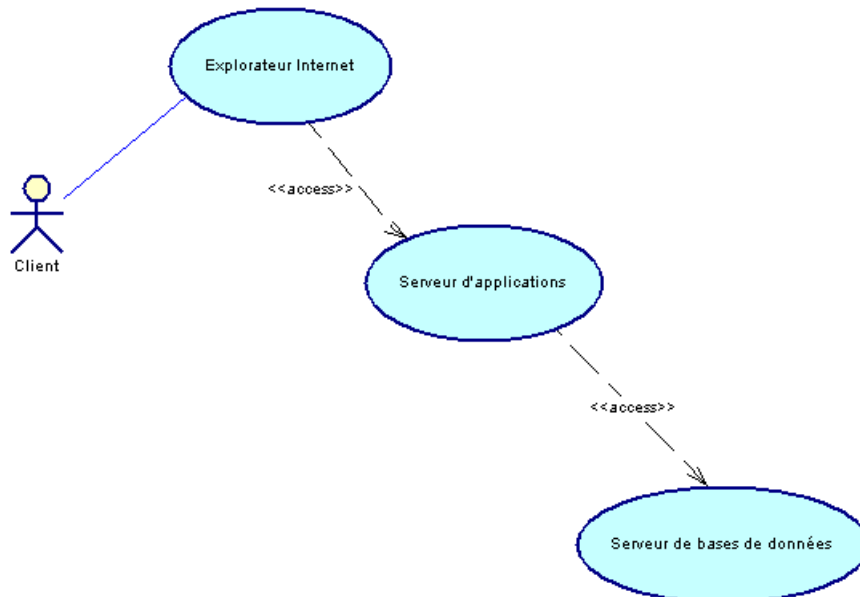 Explorateur Internet
<<access>>
Client
Serveur d'applications
<<access>>
Serveur de bases de données